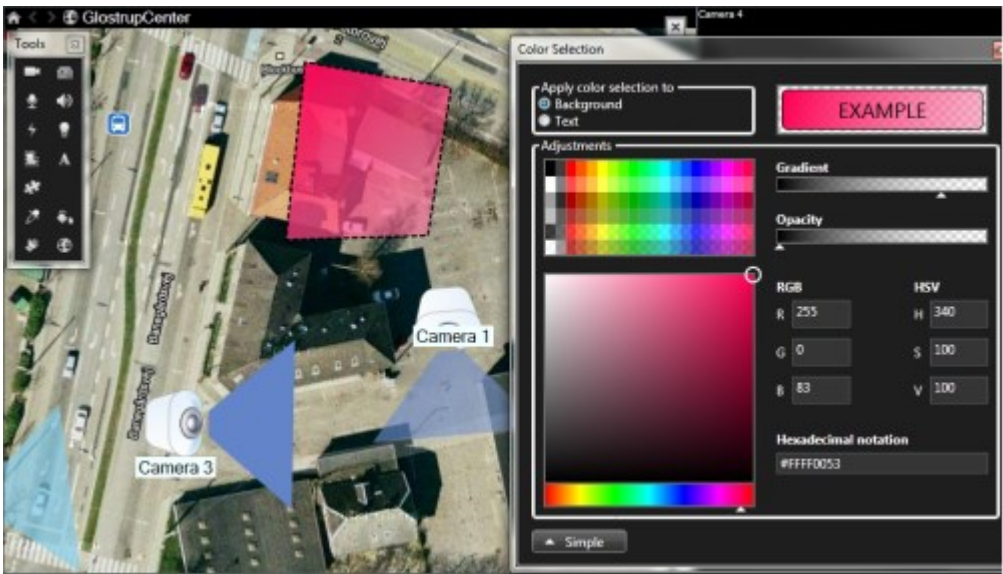 GlostrupCenter
Camera 4
Tools
A
Camera 1
Camera 3
Color Selection
Apply color selection to
Background
Text
EXAMPLE
Adjustments
Gradient
Opacity
RGB
HSV
R 255
H 340
G 0
S 100
B 83
V 100
Hexadecimal notation
#FFFF0053
Simple